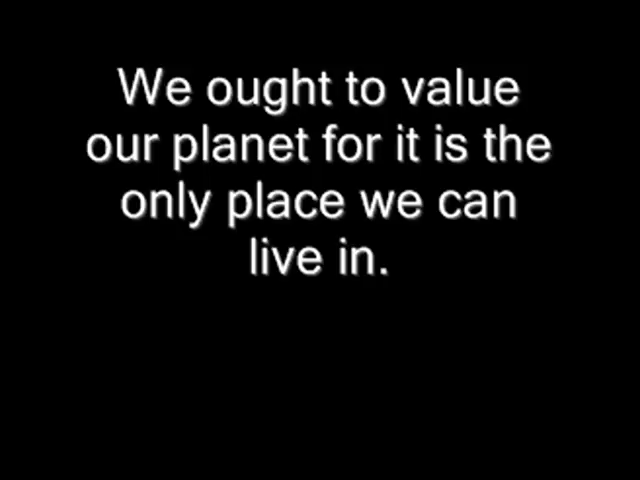 We ought to value
our planet for it is the
only place we can
live in.